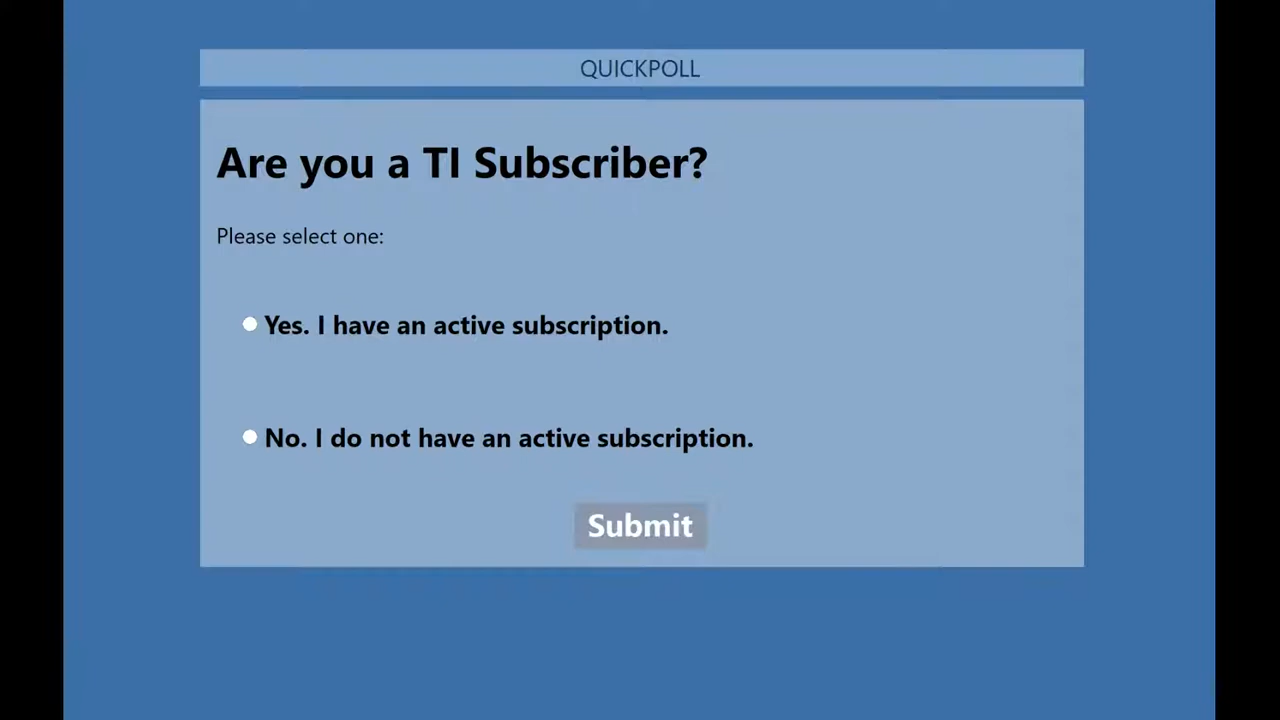 QUICKPOLL
Are you a TI Subscriber?
Please select one:
Yes. I have an active subscription.
No. I do not have an active subscription.
Submit